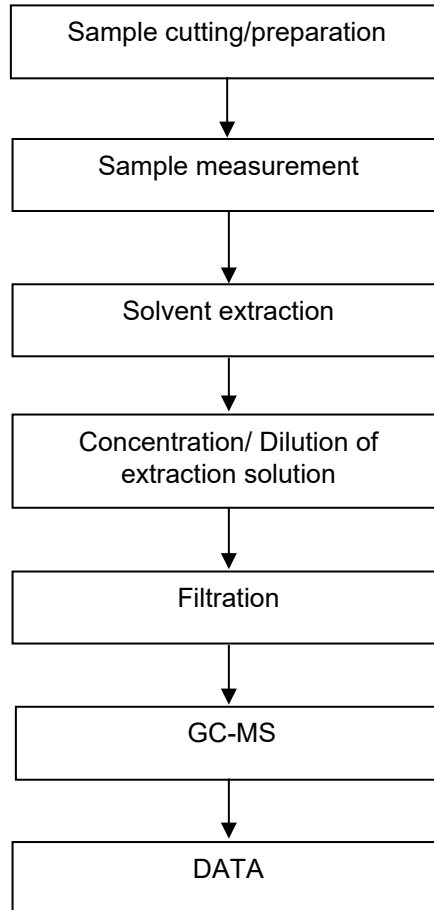 Sample cutting/preparation
Sample measurement
Solvent extraction
Concentration/ Dilution of
extraction solution
Filtration
GC-MS
DATA